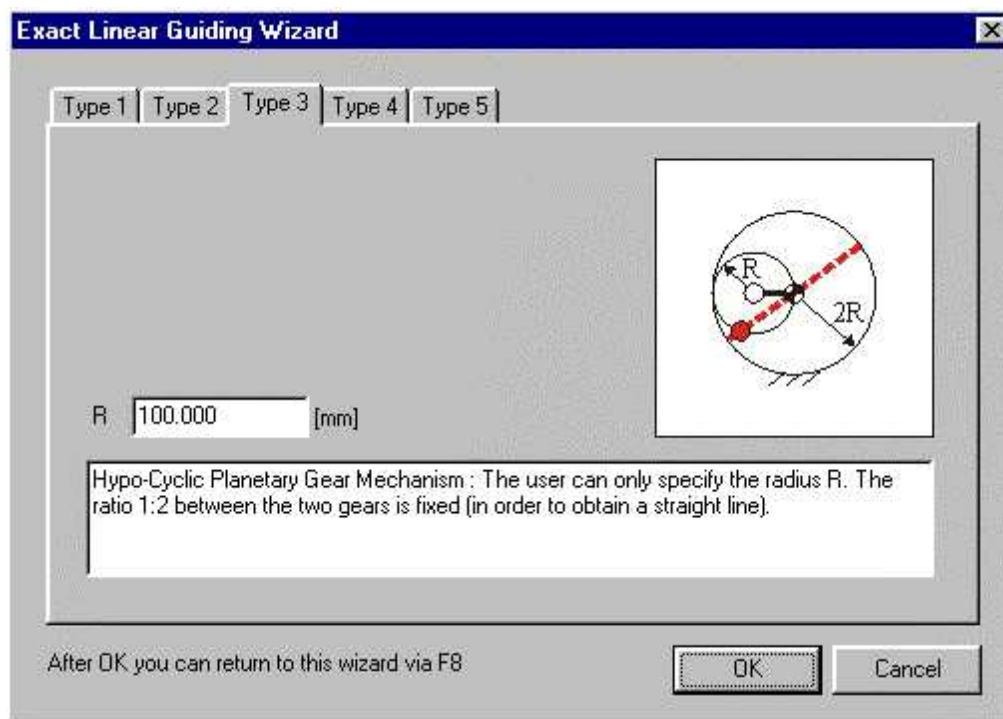 Exact Linear Guiding Wizard
Type 1 Type 2 Type 3 Type 4 Type 5
R
2R
R 100.000 [mm]
Hypo-Cyclic Planetary Gear Mechanism : The user can only specify the radius R. The
ratio 1:2 between the two gears is fixed (in order to obtain a straight line).
After OK you can return to this wizard via F8
OK Cancel